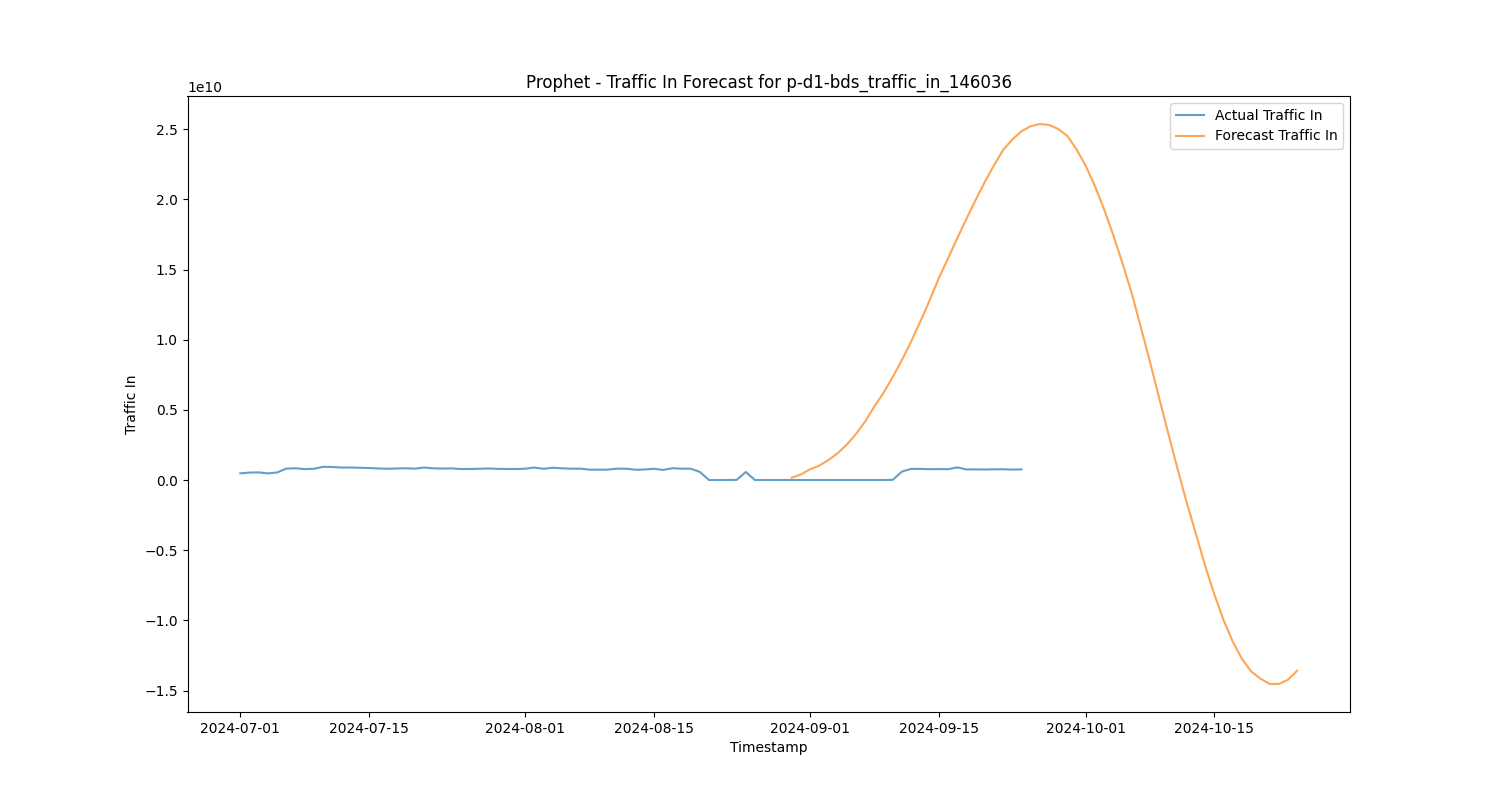 Prophet - Traffic In Forecast for p-d1-bds_traffic_in_146036
1e10
Actual Traffic In
Forecast Traffic In
2.5
2.0
1.5
1.0
0.5
0.0
−0.5
−1.0
−1.5
Traffic In
2024-07-01 2024-07-15 2024-08-01 2024-08-15 2024-09-01 2024-09-15 2024-10-01 2024-10-15
Timestamp